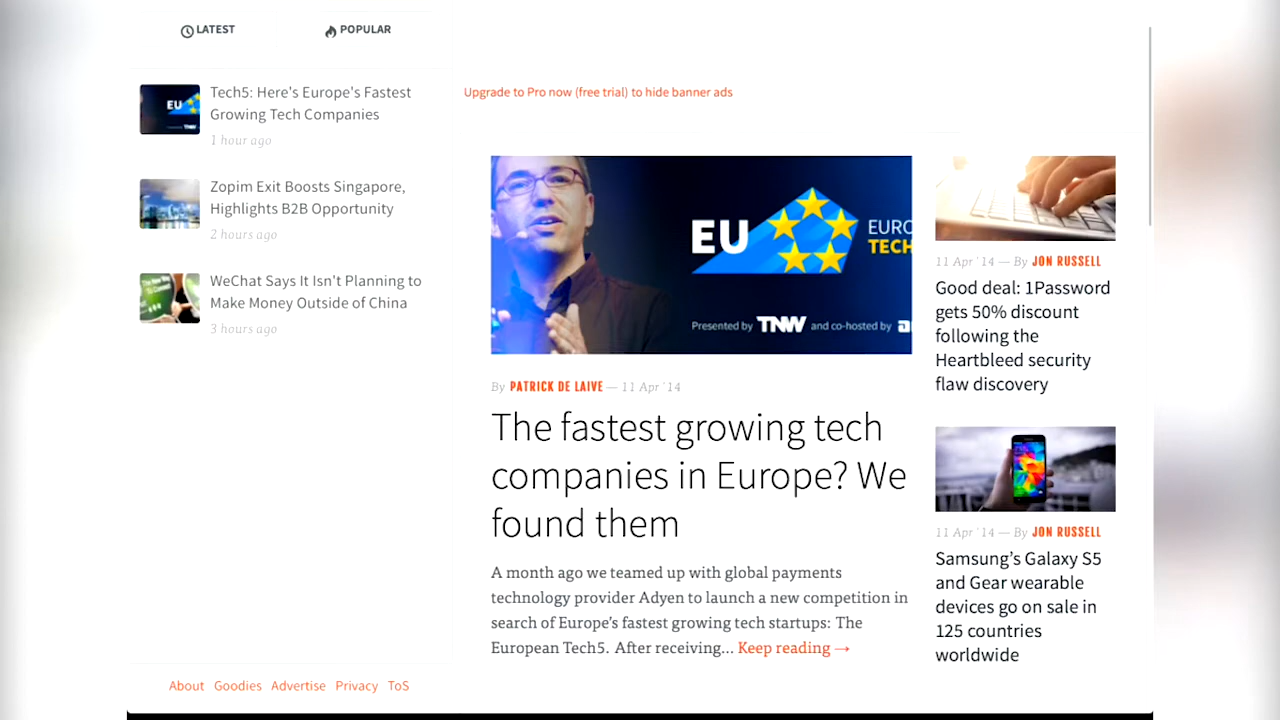 LATEST
POPULAR
Tech5: Here's Europe's Fastest
Growing Tech Companies
1 hour ago
Zopim Exit Boosts Singapore,
Highlights B2B Opportunity
2 hours ago
WeChat Says It Isn't Planning to
Make Money Outside of China
3 hours ago
About Goodies Advertise Privacy ToS
Upgrade to Pro now (free trial) to hide banner ads
EU
TECH
Presented by TNW and co-hosted by
By PATRICK DE LAIVE — 11 Apr '14
The fastest growing tech
companies in Europe? We
found them
A month ago we teamed up with global payments
technology provider Adyen to launch a new competition in
search of Europe's fastest growing tech startups: The
European Tech5. After receiving... Keep reading →
11 Apr '14 — By JON RUSSELL
Good deal: 1Password
gets 50% discount
following the
Heartbleed security
flaw discovery
11 Apr '14 — By JON RUSSELL
Samsung's Galaxy S5
and Gear wearable
devices go on sale in
125 countries
worldwide